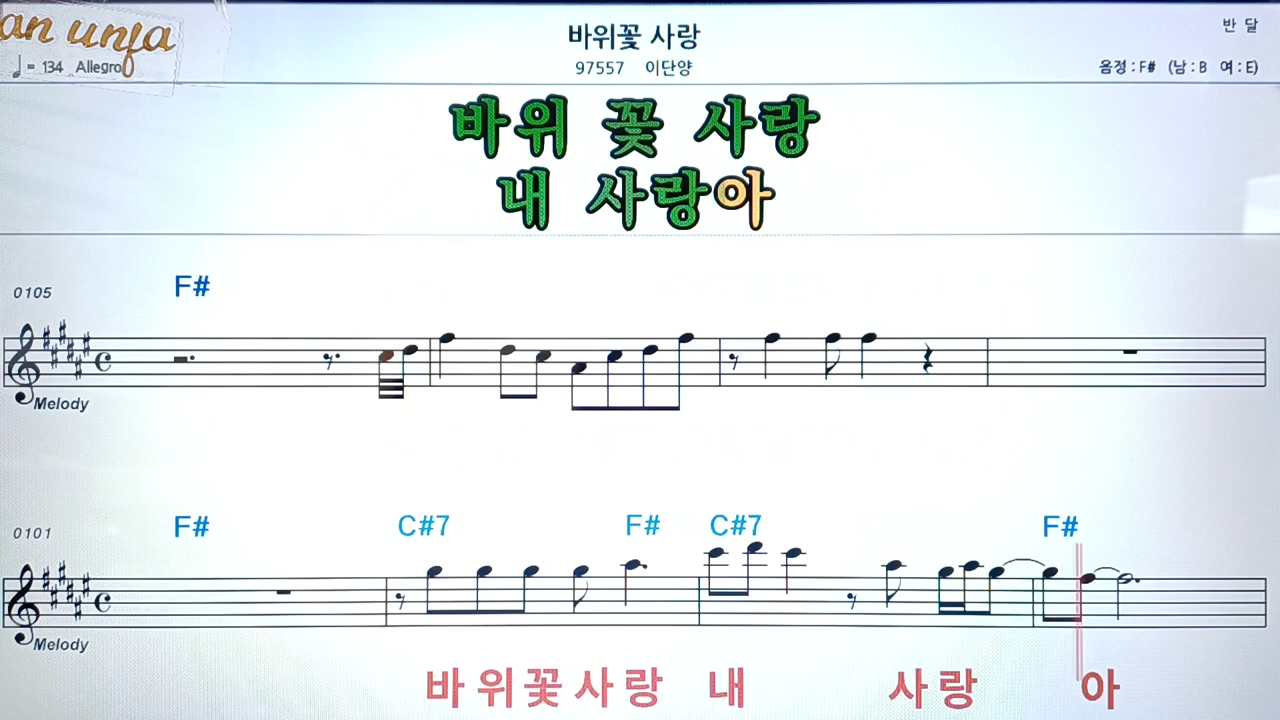 an unfa
바위꽃 사랑
반 달
♩= 134 Allegro
97557 이단양
음정 : F# (남 : B 여 : E)
바위 꽃 사랑
내 사랑아
0105
F#
Melody
0101
F# C#7 F# C#7 F#
Melody
바 위 꽃 사 랑 내 사 랑 아